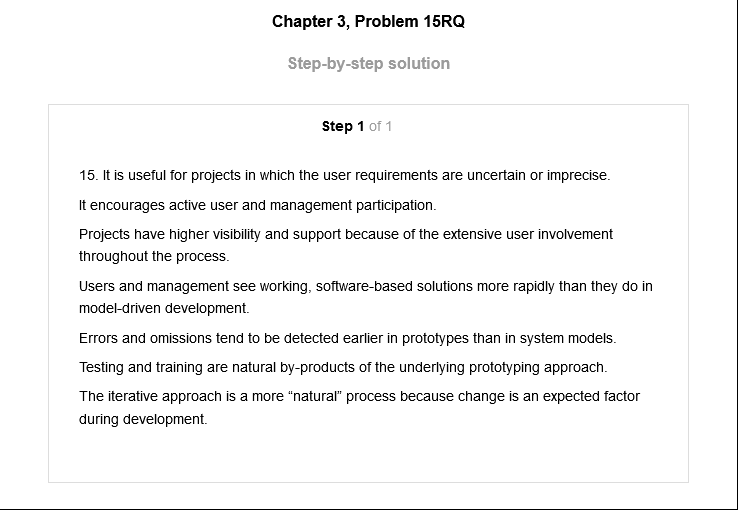 Chapter 3, Problem 15RQ
Step-by-step solution
Step 1 of 1
15. It is useful for projects in which the user requirements are uncertain or imprecise.
It encourages active user and management participation.
Projects have higher visibility and support because of the extensive user involvement
throughout the process.
Users and management see working, software-based solutions more rapidly than they do in
model-driven development.
Errors and omissions tend to be detected earlier in prototypes than in system models.
Testing and training are natural by-products of the underlying prototyping approach.
The iterative approach is a more “natural” process because change is an expected factor
during development.